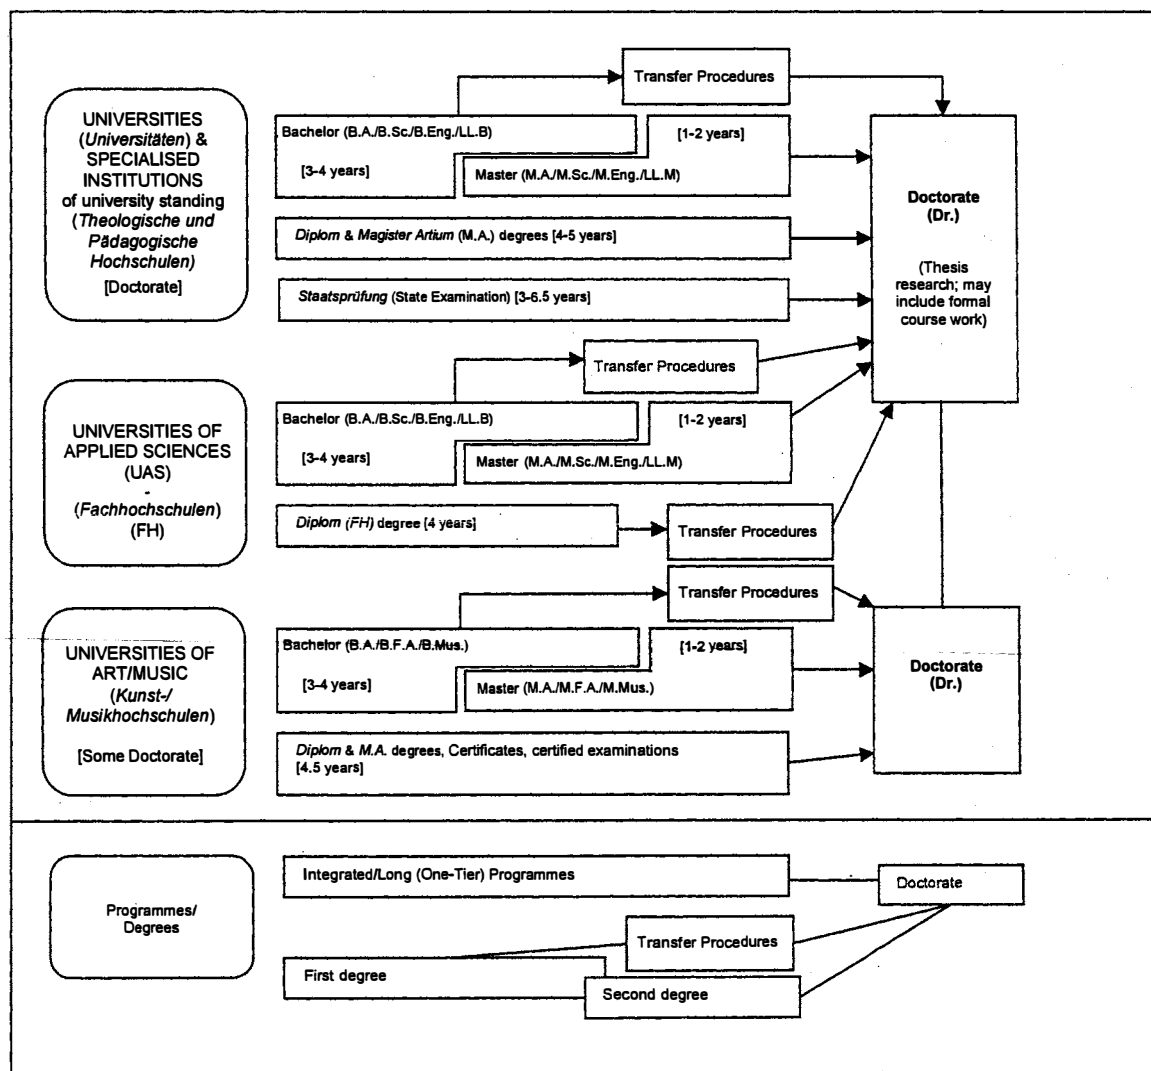 Transfer Procedures
UNIVERSITIES
(Universitäten) &
SPECIALISED
INSTITUTIONS
of university standing
(Theologische und
Pädagogische
Hochschulen)
[Doctorate]
Bachelor (B.A./B.Sc./B.Eng./LL.B)
[1-2 years]
[3-4 years]
Master (M.A./M.Sc./M.Eng./LL.M)
Diplom & Magister Artium (M.A.) degrees [4-5 years]
Staatsprüfung (State Examination) [3-6.5 years]
Doctorate
(Dr.)
(Thesis
research; may
include formal
course work)
UNIVERSITIES OF
APPLIED SCIENCES
(UAS)
-
(Fachhochschulen)
(FH)
Transfer Procedures
Bachelor (B.A./B.Sc./B.Eng./LL.B)
[1-2 years]
[3-4 years]
Master (M.A./M.Sc./M.Eng./LL.M)
Diplom (FH) degree [4 years]
Transfer Procedures
Transfer Procedures
UNIVERSITIES OF
ART/MUSIC
(Kunst-/
Musikhochschulen)
[Some Doctorate]
Bachelor (B.A./B.F.A./B.Mus.)
[1-2 years]
[3-4 years]
Master (M.A./M.F.A./M.Mus.)
Diplom & M.A. degrees, Certificates, certified examinations
[4.5 years]
Doctorate
(Dr.)
Programmes/
Degrees
Integrated/Long (One-Tier) Programmes
Doctorate
Transfer Procedures
First degree
Second degree